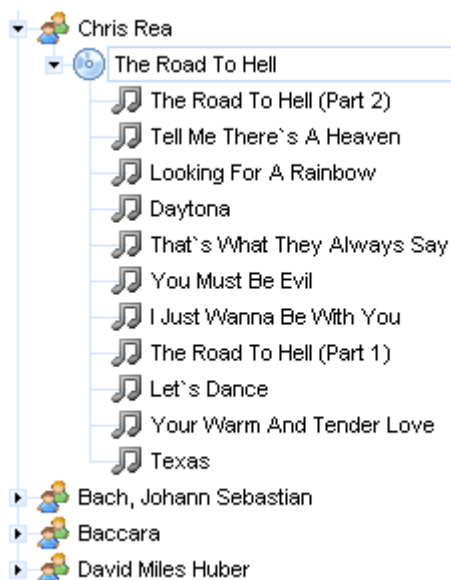 Chris Rea
The Road To Hell
The Road To Hell (Part 2)
Tell Me There`s A Heaven
Looking For A Rainbow
Daytona
That`s What They Always Say
You Must Be Evil
I Just Wanna Be With You
The Road To Hell (Part 1)
Let`s Dance
Your Warm And Tender Love
Texas
Bach, Johann Sebastian
Baccara
David Miles Huber